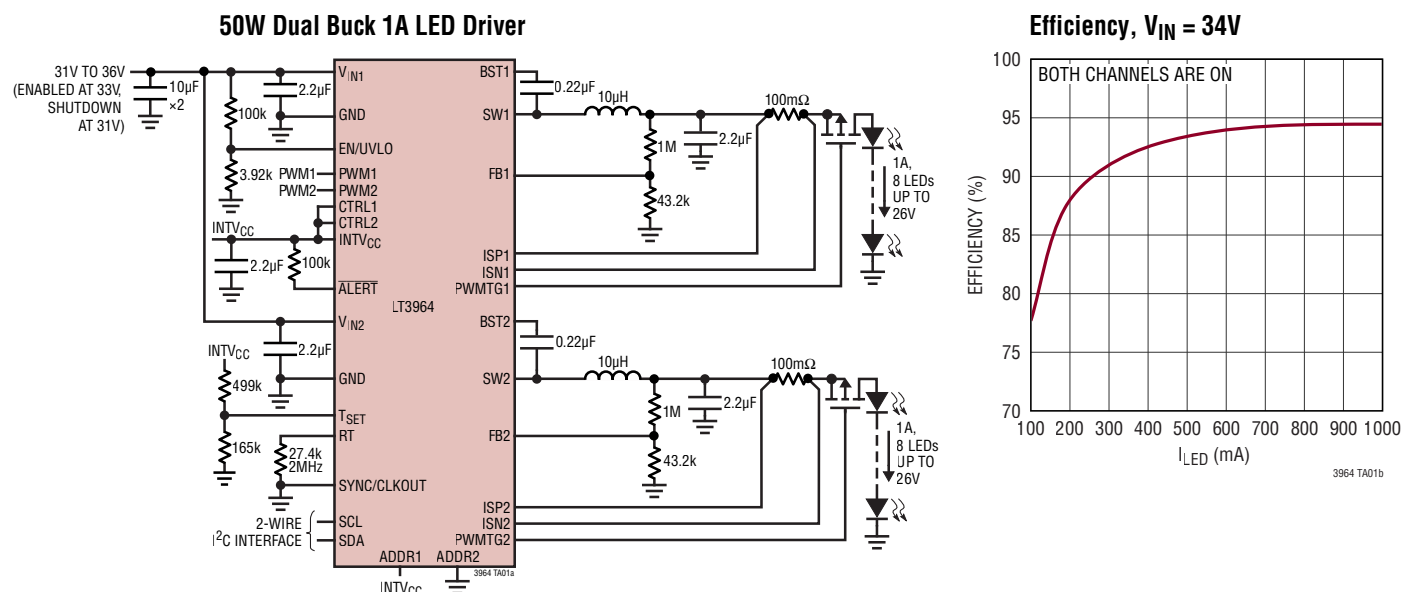 50W Dual Buck 1A LED Driver
31V TO 36V
(ENABLED AT 33V,
SHUTDOWN
AT 31V)
10µF
×2
100k
3.92k
2.2µF
VIN1
GND
EN/UVLO
PWM1 PWM1
PWM2 PWM2
CTRL1
CTRL2
INTVCC INTVCC
2.2µF
100k
ALERT
LT3964
VIN2
2.2µF
GND
INTVCC
499k
TSET
165k
RT
27.4k
2MHz
SYNC/CLKOUT
2-WIRE
I2C INTERFACE
SCL
SDA
ADDR1 ADDR2
INTVCC
3964 TA01a
BST1
0.22µF
SW1
10µH
1M
2.2µF
100mΩ
FB1
43.2k
1A,
8 LEDs
UP TO
26V
ISP1
ISN1
PWMTG1
BST2
0.22µF
SW2
10µH
1M
2.2µF
100mΩ
FB2
43.2k
1A,
8 LEDs
UP TO
26V
ISP2
ISN2
PWMTG2
Efficiency, VIN = 34V
BOTH CHANNELS ARE ON
EFFICIENCY (%)
100
95
90
85
80
75
70
100 200 300 400 500 600 700 800 900 1000
ILED (mA)
3964 TA01b